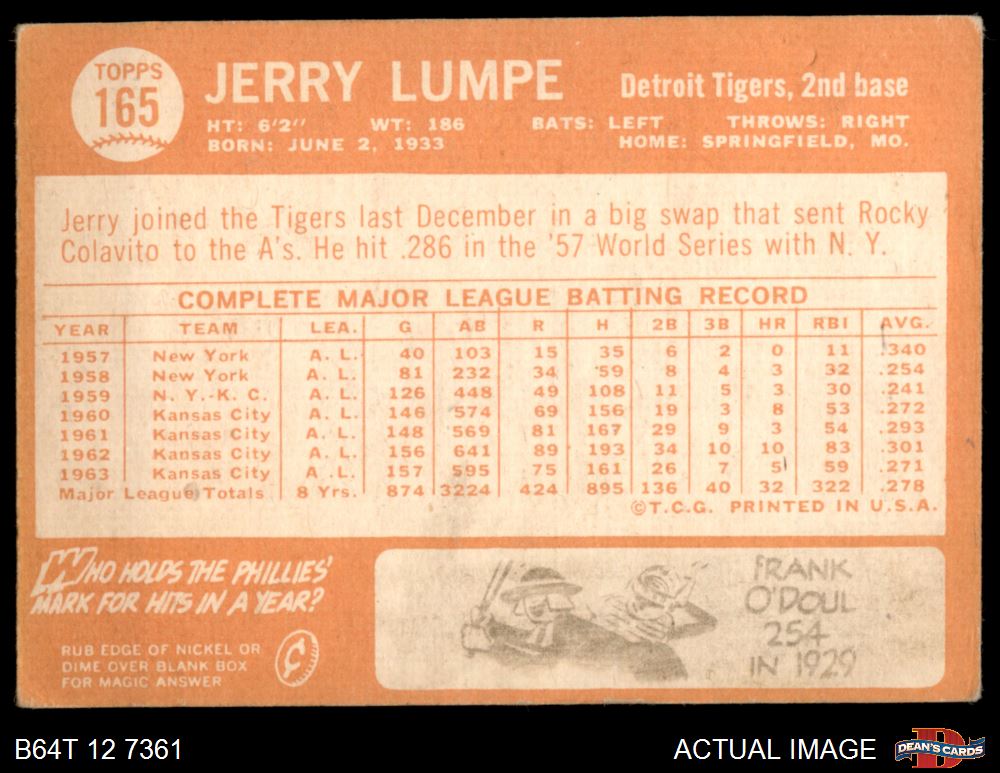 TOPPS
165
JERRY LUMPE
Detroit Tigers, 2nd base
HT: 6'2" WT: 186 BATS: LEFT THROWS: RIGHT
BORN: JUNE 2, 1933 HOME: SPRINGFIELD, MO.
Jerry joined the Tigers last December in a big swap that sent Rocky
Colavito to the A's. He hit .286 in the '57 World Series with N. Y.
COMPLETE MAJOR LEAGUE BATTING RECORD
YEAR TEAM LEA. G AB R H 2B 3B HR RBI AVG.
1957 New York A. L. 40 103 15 35 6 2 0 11 .340
1958 New York A. L. 81 232 34 59 8 4 3 32 .254
1959 N. Y.-K. C. A. L. 126 448 49 108 11 5 3 30 .241
1960 Kansas City A. L. 146 574 69 156 19 3 8 53 .272
1961 Kansas City A. L. 148 569 81 167 29 9 3 54 .293
1962 Kansas City A. L. 156 641 89 193 34 10 10 83 .301
1963 Kansas City A. L. 157 595 75 161 26 7 5 59 .271
Major League Totals 8 Yrs. 874 3224 424 895 136 40 32 322 .278
©T.C.G. PRINTED IN U.S.A.
WHO HOLDS THE PHILLIES'
MARK FOR HITS IN A YEAR?
RUB EDGE OF NICKEL OR
DIME OVER BLANK BOX
FOR MAGIC ANSWER
¢
FRANK
O'DOUL
254
IN 1929
B64T 12 7361
ACTUAL IMAGE
D
DEAN'S CARDS